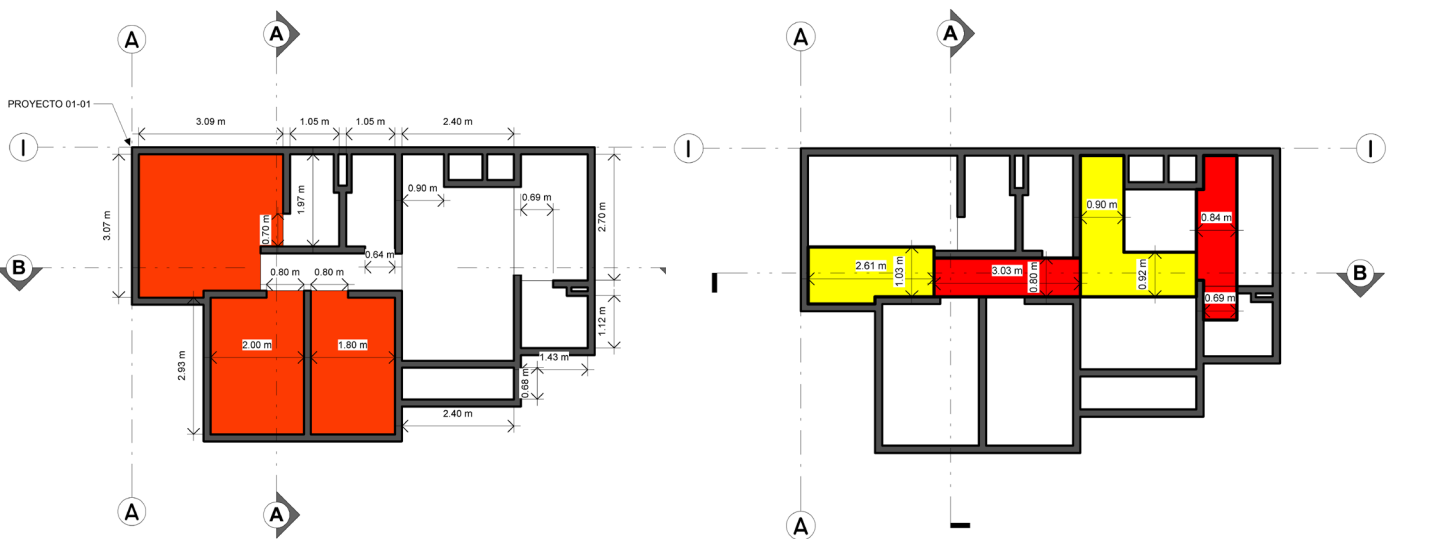 A
A
PROYECTO 01-01
3.09 m
1.05 m
1.05 m
2.40 m
I
3.07 m
1.97 m
0.90 m
0.69 m
2.70 m
0.70 m
0.64 m
B
0.80 m
0.80 m
1.12 m
2.00 m
1.80 m
2.93 m
1.43 m
0.68 m
2.40 m
A
A
A
A
I
I
0.90 m
0.84 m
2.61 m
1.03 m
3.03 m
0.80 m
0.92 m
B
0.69 m
A